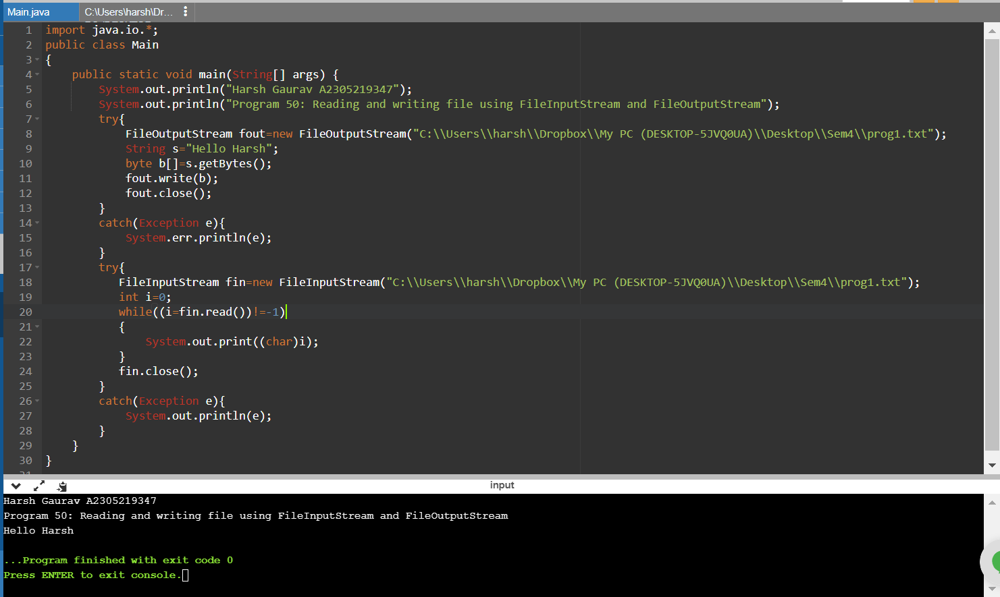 Main.java C:\Users\harsh\Dr...
1 import java.io.*;
2 public class Main
3 {
4 public static void main(String[] args) {
5 System.out.println("Harsh Gaurav A2305219347");
6 System.out.println("Program 50: Reading and writing file using FileInputStream and FileOutputStream");
7 try{
8 FileOutputStream fout=new FileOutputStream("C:\\Users\\harsh\\Dropbox\\My PC (DESKTOP-5JVQ0UA)\\Desktop\\Sem4\\prog1.txt");
9 String s="Hello Harsh";
10 byte b[]=s.getBytes();
11 fout.write(b);
12 fout.close();
13 }
14 catch(Exception e){
15 System.err.println(e);
16 }
17 try{
18 FileInputStream fin=new FileInputStream("C:\\Users\\harsh\\Dropbox\\My PC (DESKTOP-5JVQ0UA)\\Desktop\\Sem4\\prog1.txt");
19 int i=0;
20 while((i=fin.read())!=-1)
21 {
22 System.out.print((char)i);
23 }
24 fin.close();
25 }
26 catch(Exception e){
27 System.out.println(e);
28 }
29 }
30 }
input
Harsh Gaurav A2305219347
Program 50: Reading and writing file using FileInputStream and FileOutputStream
Hello Harsh
...Program finished with exit code 0
Press ENTER to exit console.